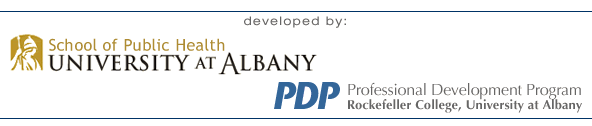 developed by:
School of Public Health
UNIVERSITY AT ALBANY
PDP Professional Development Program
Rockefeller College, University at Albany